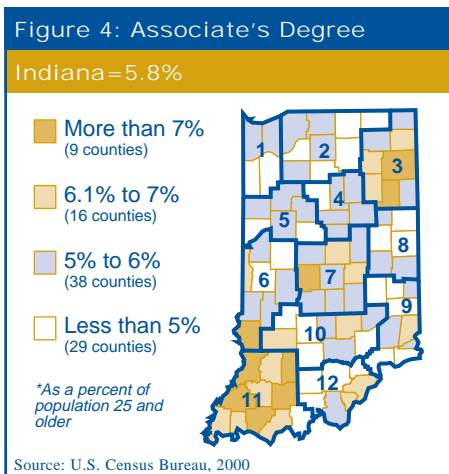 Figure 4: Associate's Degree
Indiana=5.8%
More than 7%
(9 counties)
6.1% to 7%
(16 counties)
5% to 6%
(38 counties)
Less than 5%
(29 counties)
*As a percent of
population 25 and
older
1
2
3
4
5
6
7
8
9
10
11
12
Source: U.S. Census Bureau, 2000